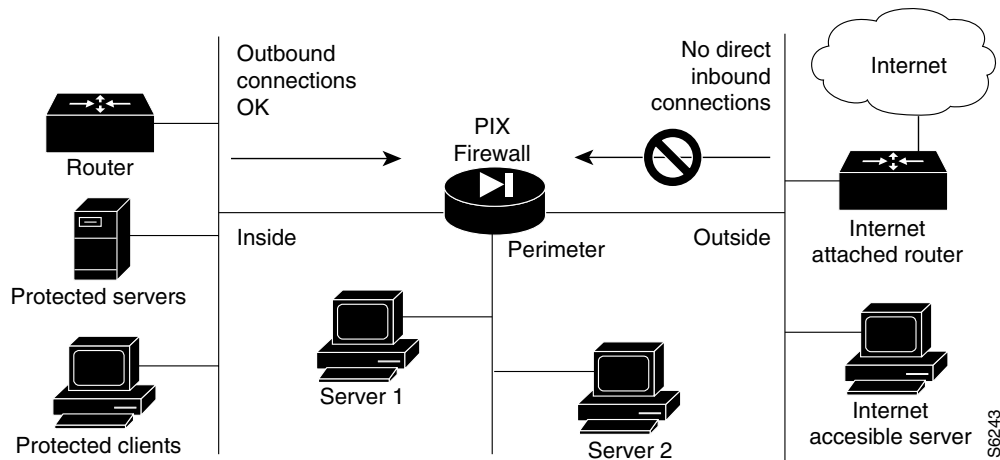 Outbound
connections
OK
No direct
inbound
connections
Internet
Router
PIX
Firewall
Inside
Perimeter
Outside
Internet
attached router
Protected servers
Server 1
Server 2
Protected clients
Internet
accesible server
S6243